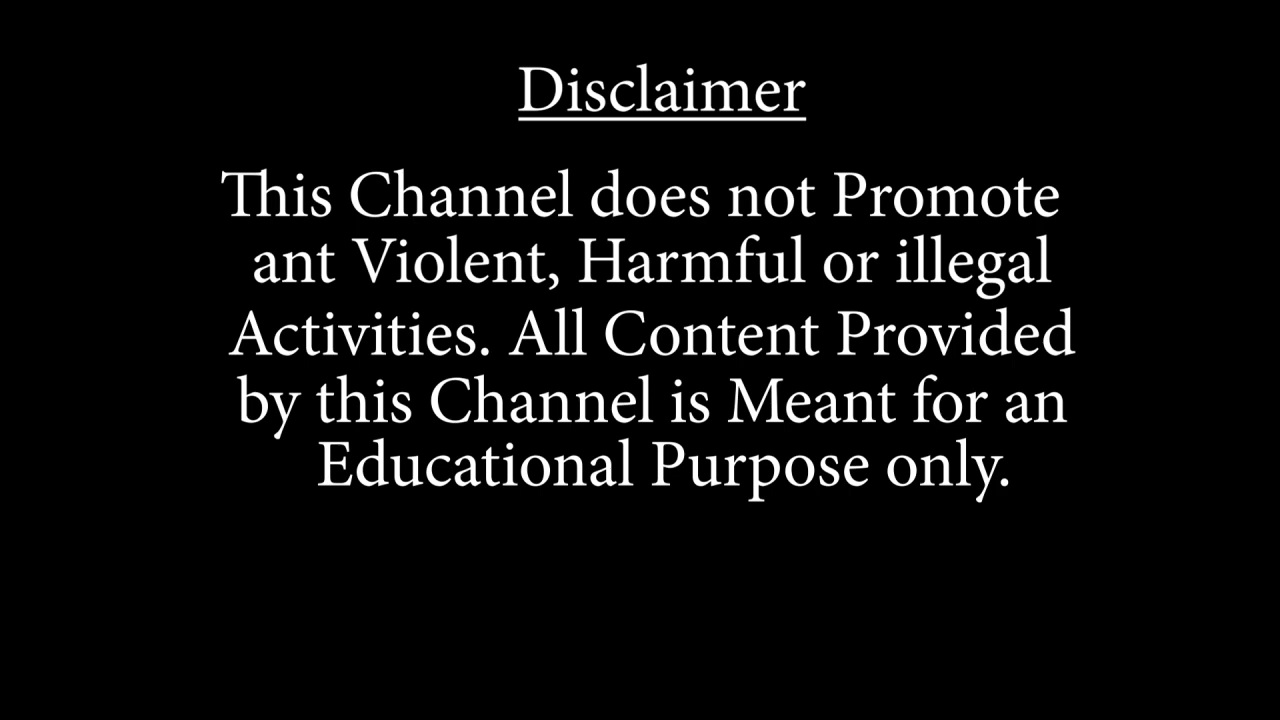 Disclaimer
This Channel does not Promote
ant Violent, Harmful or illegal
Activities. All Content Provided
by this Channel is Meant for an
Educational Purpose only.